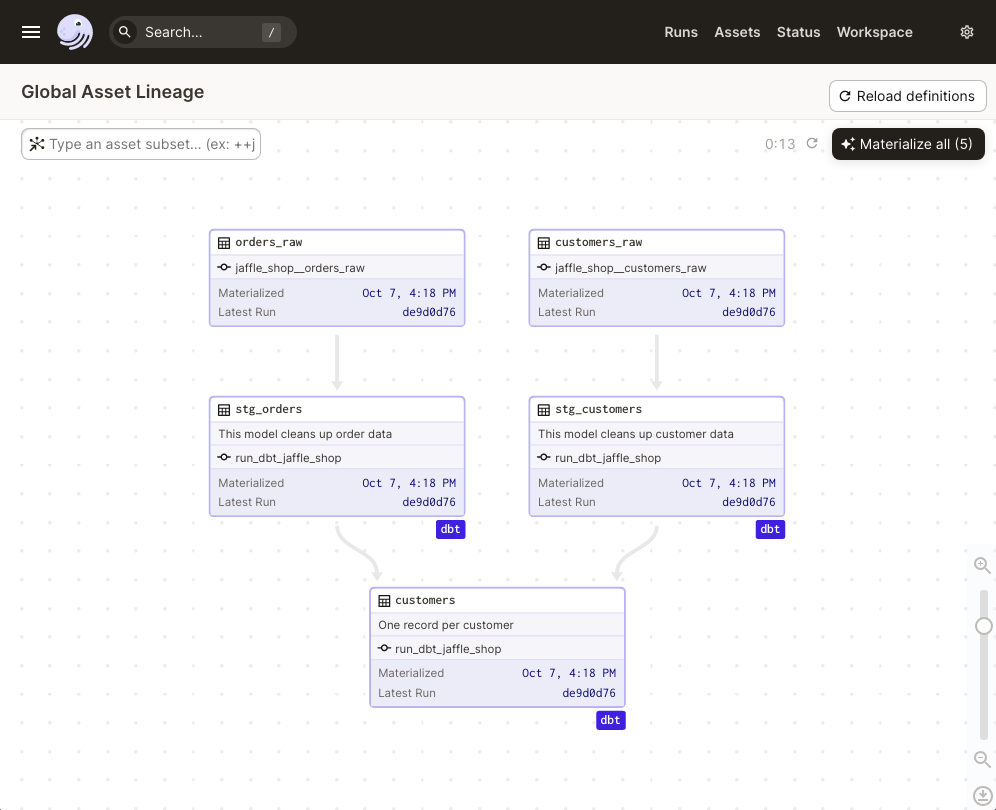 Search...
/
Runs
Assets
Status
Workspace
Global Asset Lineage
Reload definitions
Type an asset subset… (ex: ++j
0:13
Materialize all (5)
orders_raw
jaffle_shop__orders_raw
Materialized Oct 7, 4:18 PM
Latest Run de9d0d76
customers_raw
jaffle_shop__customers_raw
Materialized Oct 7, 4:18 PM
Latest Run de9d0d76
stg_orders
This model cleans up order data
run_dbt_jaffle_shop
Materialized Oct 7, 4:18 PM
Latest Run de9d0d76
dbt
stg_customers
This model cleans up customer data
run_dbt_jaffle_shop
Materialized Oct 7, 4:18 PM
Latest Run de9d0d76
dbt
customers
One record per customer
run_dbt_jaffle_shop
Materialized Oct 7, 4:18 PM
Latest Run de9d0d76
dbt